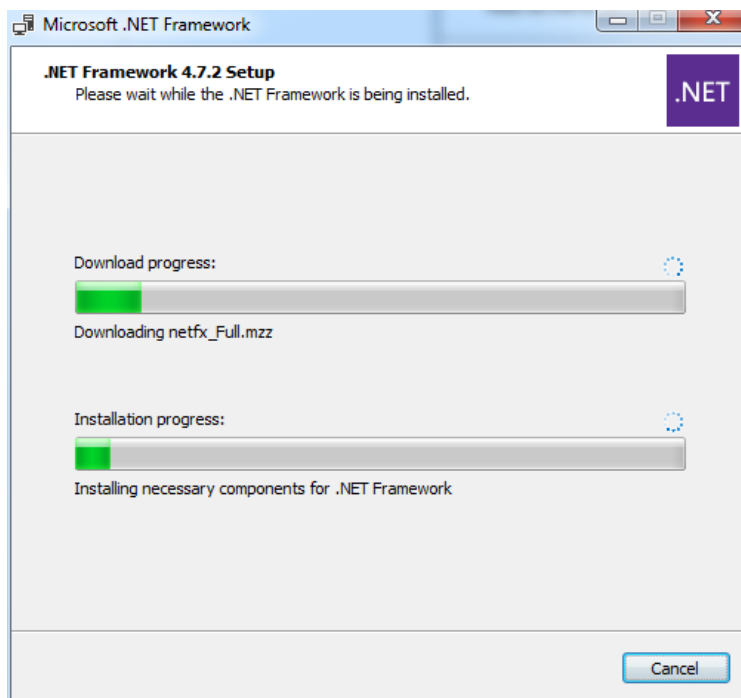 Microsoft .NET Framework
.NET Framework 4.7.2 Setup
Please wait while the .NET Framework is being installed.
.NET
Download progress:
Downloading netfx_Full.mzz
Installation progress:
Installing necessary components for .NET Framework
Cancel